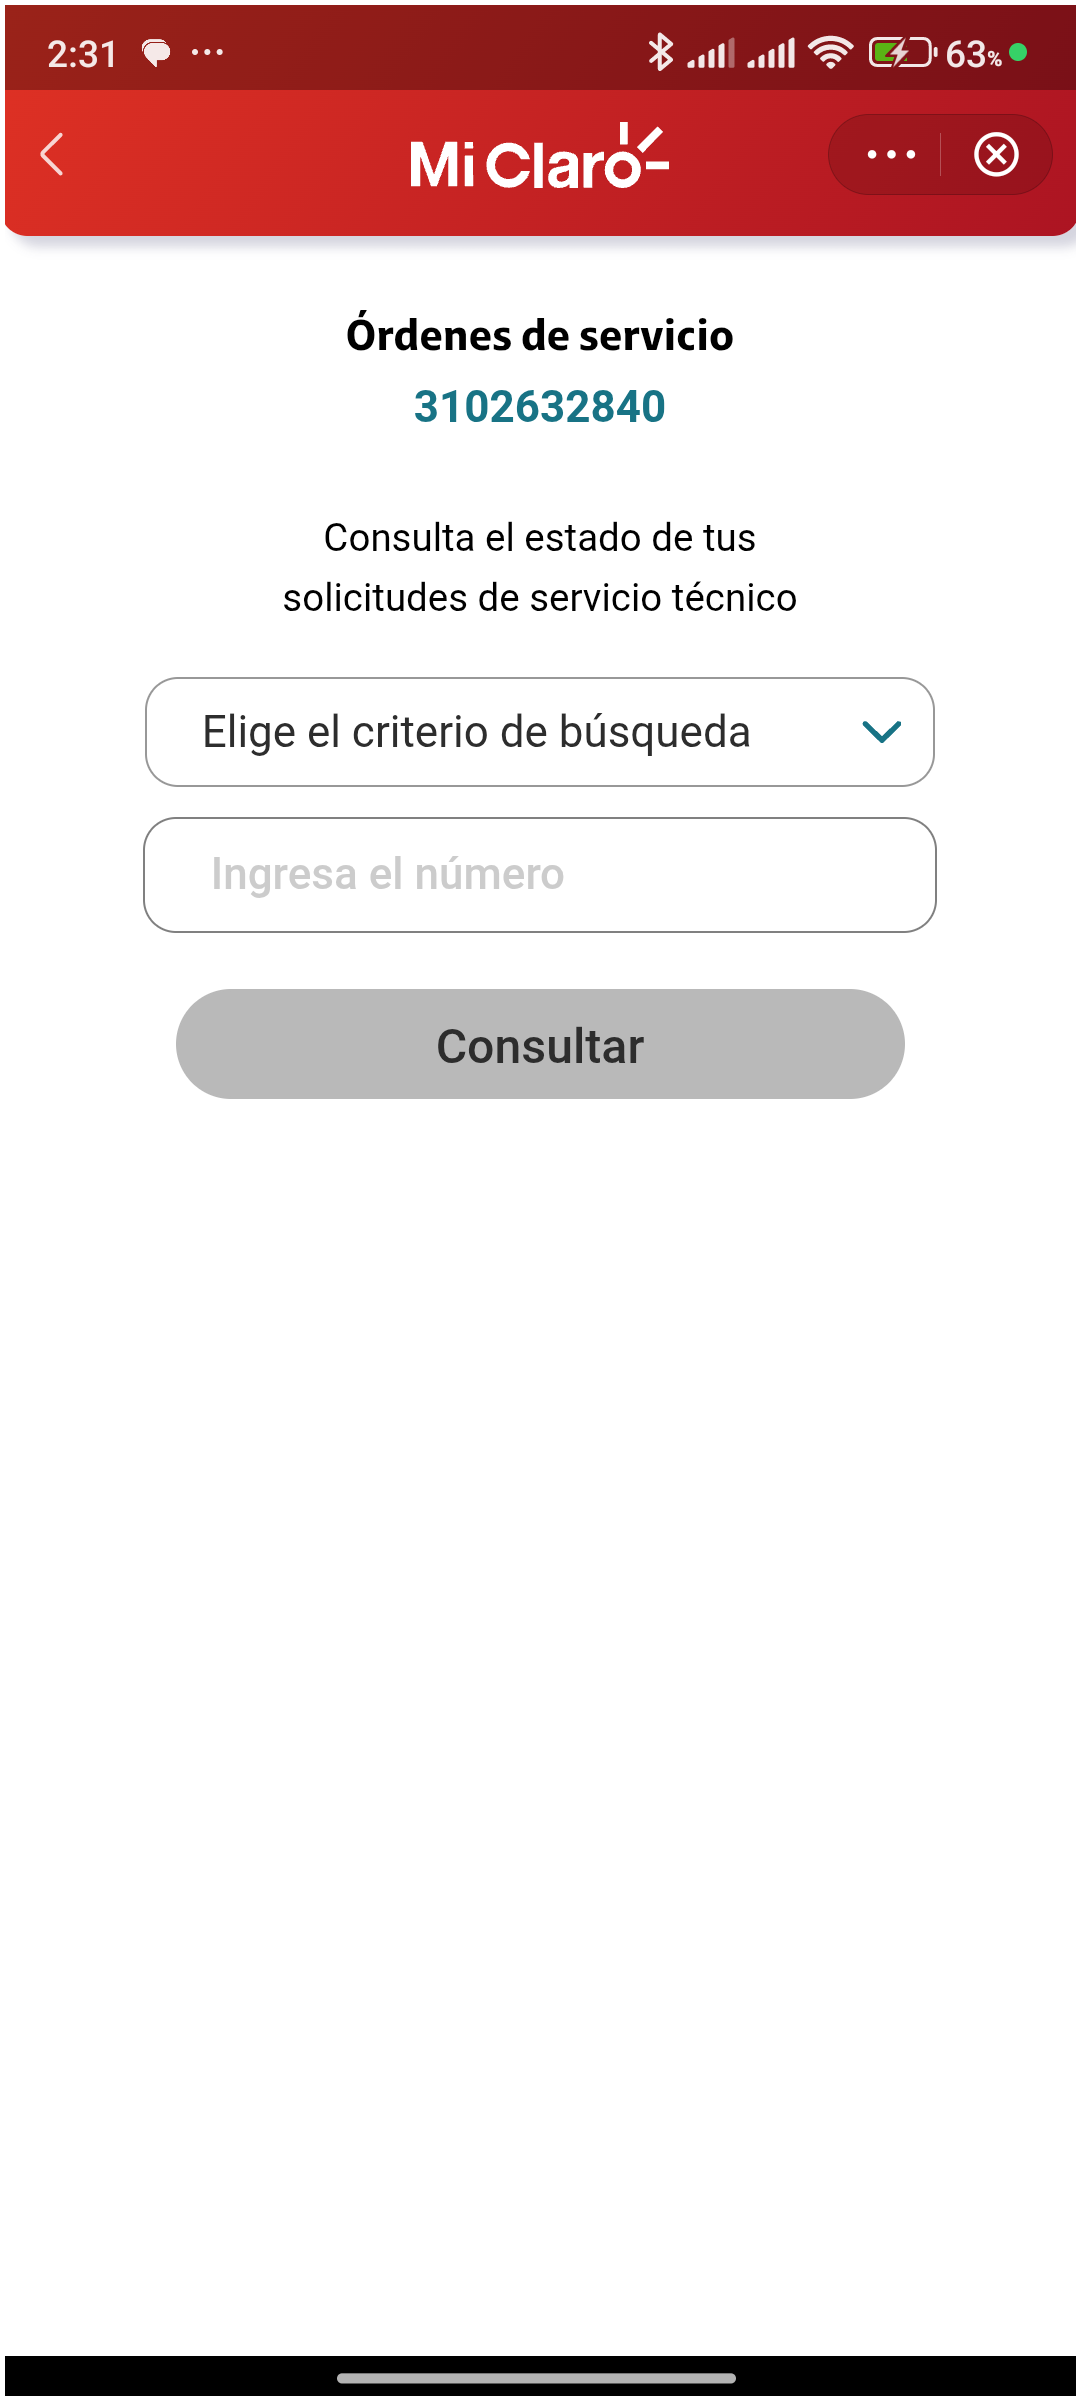 2:31
63%
Mi Claro
Órdenes de servicio
3102632840
Consulta el estado de tus
solicitudes de servicio técnico
Elige el criterio de búsqueda
Ingresa el número
Consultar